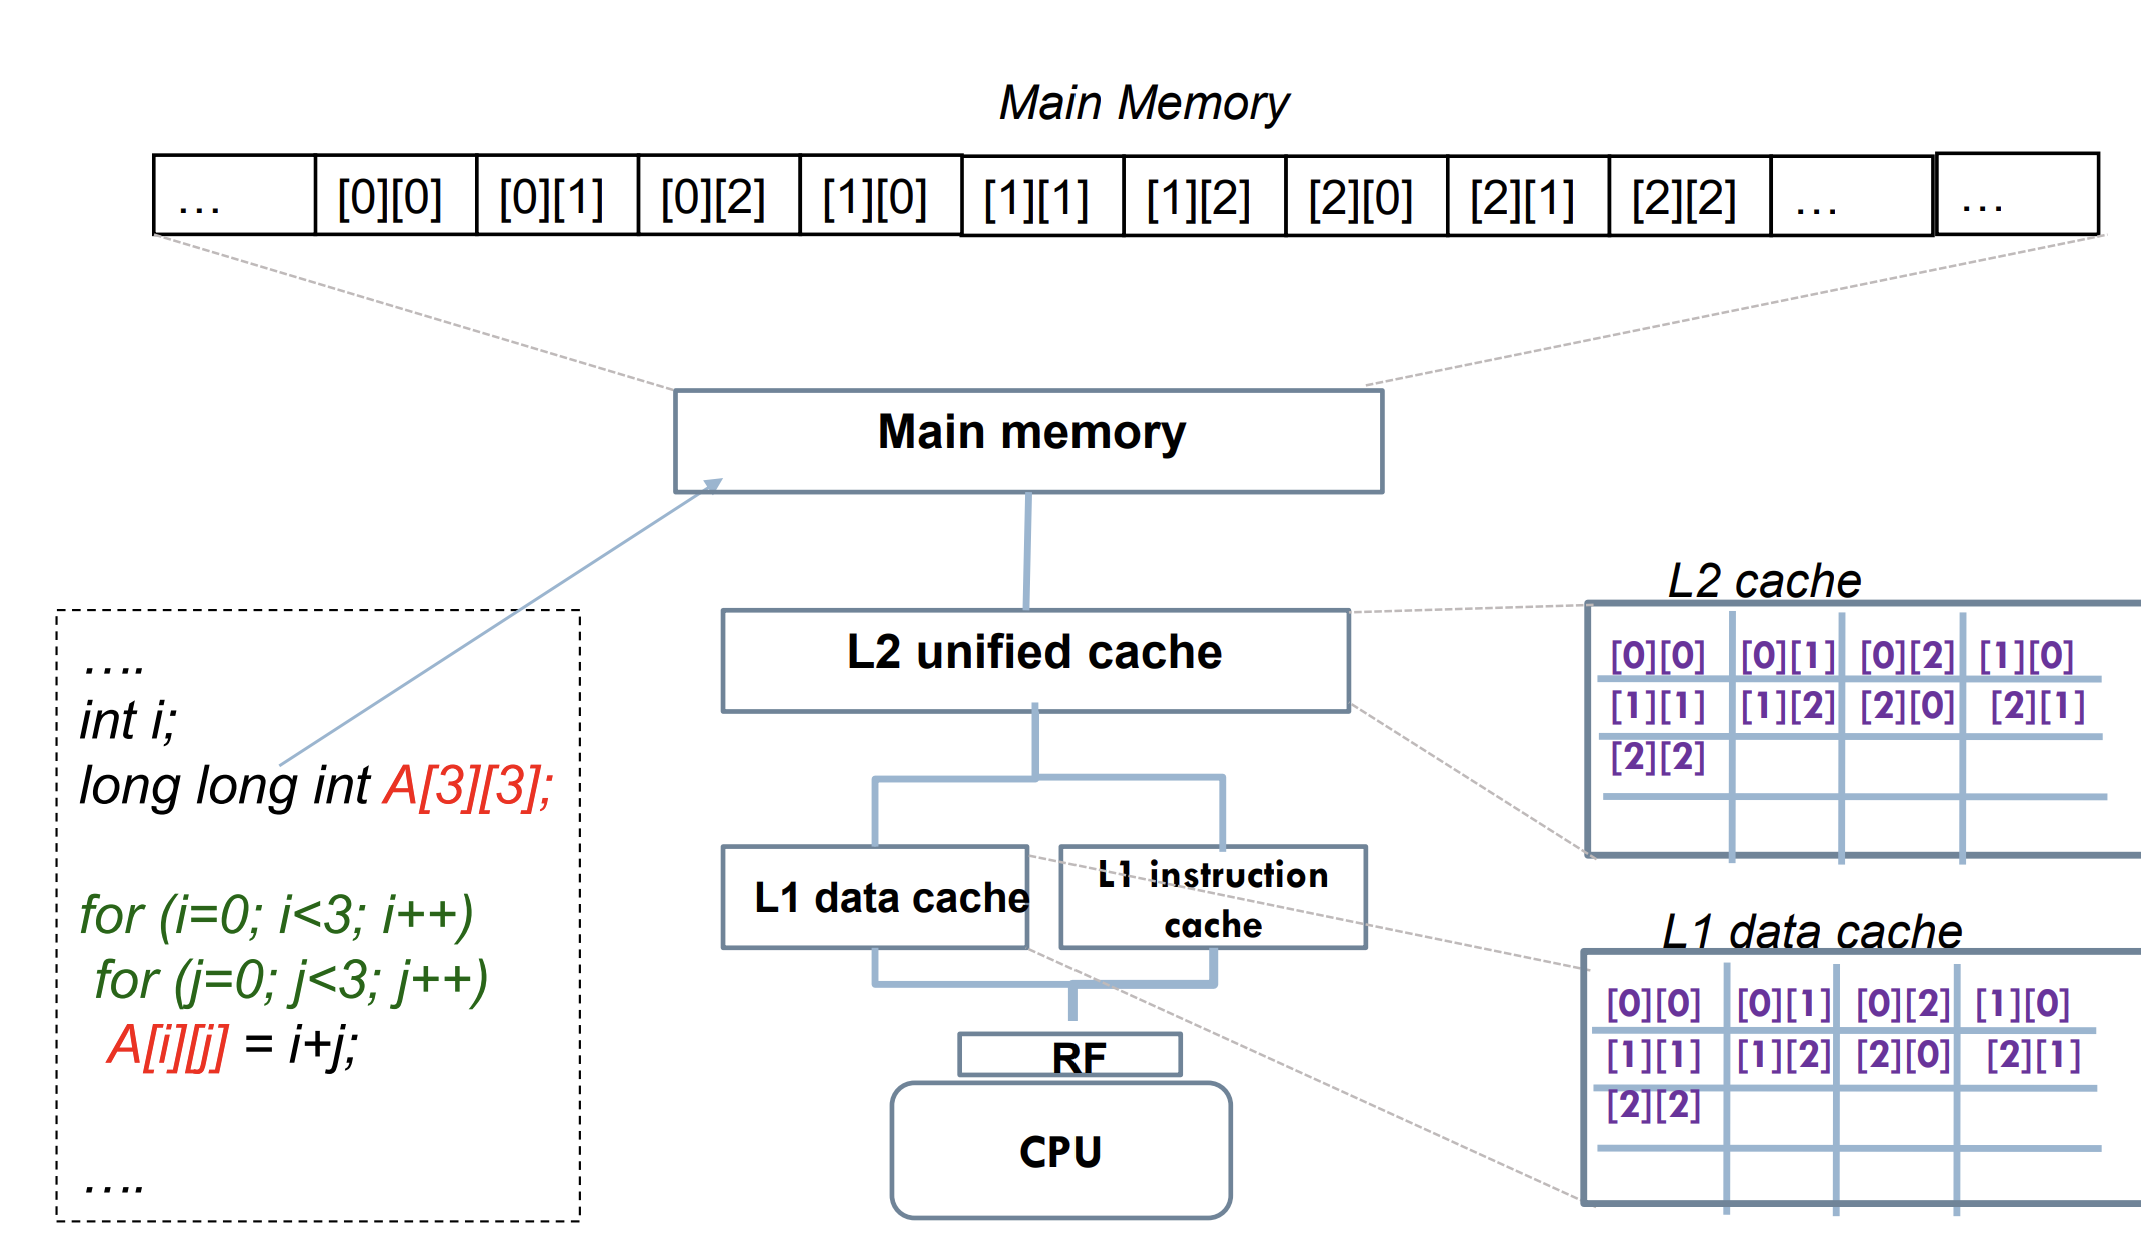 Main Memory
… [0][0] [0][1] [0][2] [1][0] [1][1] [1][2] [2][0] [2][1] [2][2] … …
Main memory
L2 unified cache
L1 data cache
L1 instruction
cache
RF
CPU
….
int i;
long long int A[3][3];
for (i=0; i<3; i++)
for (j=0; j<3; j++)
A[i][j] = i+j;
….
L2 cache
[0][0] [0][1] [0][2] [1][0]
[1][1] [1][2] [2][0] [2][1]
[2][2]
L1 data cache
[0][0] [0][1] [0][2] [1][0]
[1][1] [1][2] [2][0] [2][1]
[2][2]